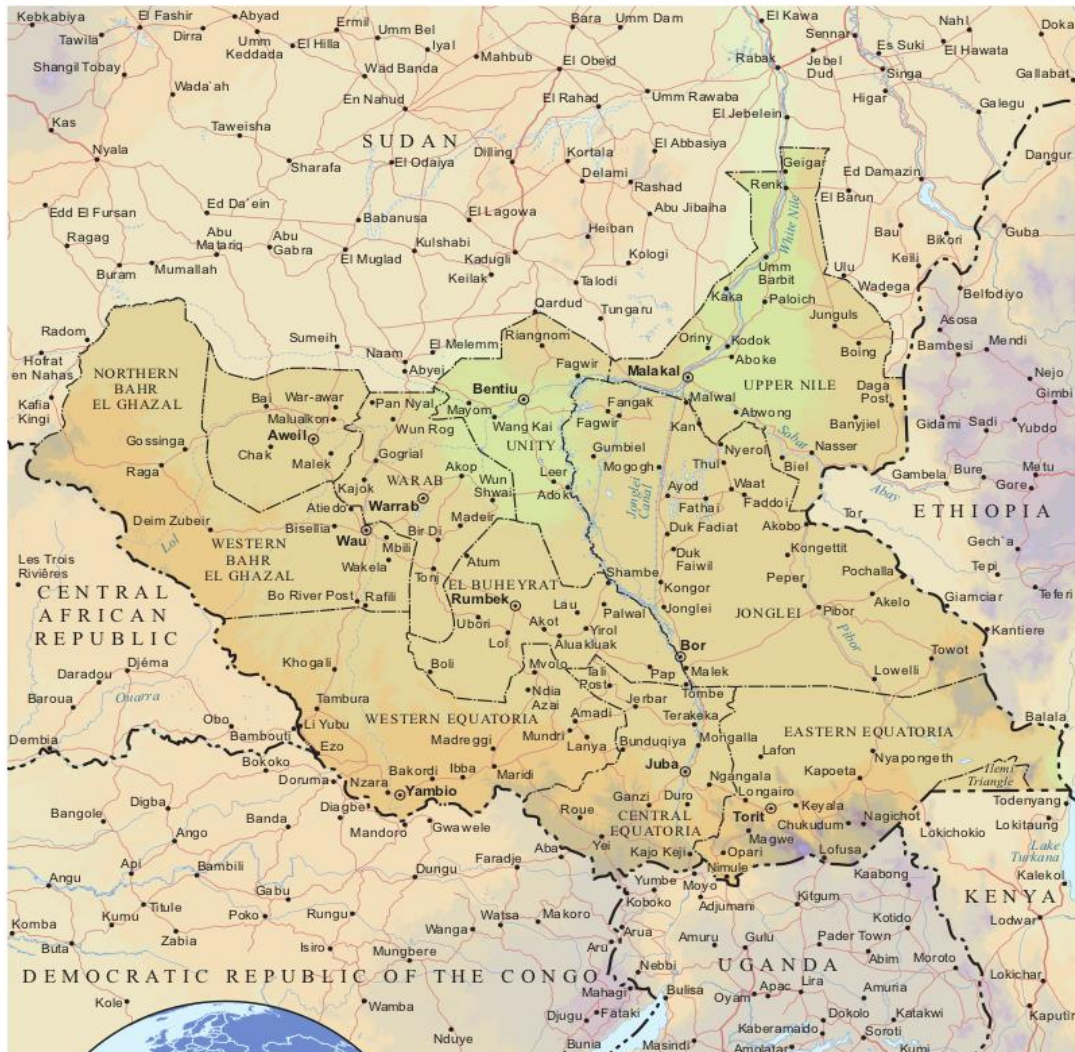 Kebkabiya
El Fashir
Abyad
Ermil
Umm Bel
Bara
Umm Dam
El Kawa
Sennar
Nahl
Doka
Tawila
Dirra
Umm
Keddada
El Hilla
Iyal
Mahbub
El Obeid
Rabak
Jebel
Dud
Es Suki
El Hawata
Shangil Tobay
Wad Banda
Singa
Gallabat
Wada'ah
En Nahud
El Rahad
Umm Rawaba
Higar
Galegu
Kas
Taweisha
SUDAN
El Jebelein
Nyala
Sharafa
El Odaiya
Dilling
Kortala
El Abbasiya
Geigar
Dangur
Delami
Rashad
Renk
Ed Damazin
Edd El Fursan
Ed Da'ein
Babanusa
El Lagowa
Abu Jibaiha
El Barun
Ragag
Abu
Matariq
Abu
Gabra
Kulshabi
Heiban
White Nile
Bau
Bikori
Guba
Buram
Mumallah
El Muglad
Keilak
Kadugli
Kologi
Talodi
Umm
Barbit
Ulu
Keili
Wadega
Belfodiyo
Radom
Qardud
Tungaru
Kaka
Paloich
Junguls
Asosa
Hofrat
en Nahas
Sumeih
Naam
El Melemm
Riangnom
Oriny
Kodok
Aboke
Boing
Bambesi
Mendi
NORTHERN
BAHR
EL GHAZAL
Abyei
Fagwir
Malakal
Nejo
Kafia
Kingi
Bai
War-awar
Pan Nyal
Bentiu
UPPER NILE
Daga
Post
Gimbi
Malualkon
Mayom
Fangak
Malwal
Abwong
Aweil
Wun Rog
Wang Kai
Fagwir
Kan
Banyjiel
Gidami
Sadi
Yubdo
Gossinga
Chak
Malek
Gogrial
UNITY
Gumbiel
Nyerol
Sobat
Nasser
Raga
WARAB
Akop
Leer
Mogogh
Thul
Biel
Gambela
Bure
Metu
Kajok
Wun
Shwai
Adok
Jonglei
Canal
Ayod
Waat
Abay
Gore
Atiedo
Warrab
Fathai
Faddoi
Tor
ETHIOPIA
Deim Zubeir
Bisellia
Wau
Bir Di
Madeir
Duk Fadiat
Akobo
Lol
WESTERN
BAHR
EL GHAZAL
Mbili
Atum
Duk
Faiwil
Kongettit
Gech'a
Les Trois
Rivières
Wakela
Tonj
EL BUHEYRAT
Shambe
Pochalla
Tepi
CENTRAL
AFRICAN
REPUBLIC
Bo River Post
Rafili
Rumbek
Lau
Palwal
Kongor
Peper
Akelo
Giamciar
Teferi
Ubori
Akot
Yirol
Jonglei
JONGLEI
Pibor
Lol
Aluakluak
Bor
Pibor
Kantiere
Djéma
Khogali
Boli
Mvolo
Tali
Post
Pap
Malek
Towot
Daradou
Lowelli
Baroua
Ouarra
Tambura
Ndia
Azai
Jerbar
Tombe
Obo
Li Yubu
WESTERN EQUATORIA
Amadi
Terakeka
Balala
Dembia
Bambouti
Ezo
Madreggi
Mundri
Lanya
Bunduqiya
Mongalla
EASTERN EQUATORIA
Bokoko
Lafon
Nyapongeth
Doruma
Nzara
Bakordi
Ibba
Maridi
Juba
Ngangala
Kapoeta
Ilemi
Triangle
Digba
Diagbe
Yambio
Roue
Ganzi
Duro
Longairo
Todenyang
Bangole
Banda
Mandoro
Gwawele
CENTRAL
EQUATORIA
Torit
Keyala
Chukudum
Nagichot
Lokichokio
Lokitaung
Ango
Yei
Magwe
Lake
Turkana
Api
Bambili
Dungu
Faradje
Aba
Kajo Keji
Opari
Lofusa
Angu
Yumbe
Nimule
Moyo
Kaabong
Kalekol
Gabu
Koboko
Adjumani
Kitgum
KENYA
Titule
Poko
Rungu
Watsa
Makoro
Komba
Kumu
Wanga
Arua
Kotido
Lodwar
Buta
Zabia
Isiro
Mungbere
Aru
Amuru
Gulu
Pader Town
Abim
Moroto
DEMOCRATIC REPUBLIC OF THE CONGO
Nebbi
UGANDA
Lokichar
Kole
Wamba
Mahagi
Bulisa
Oyam
Apac
Lira
Amuria
Djugu
Fataki
Dokolo
Katakwi
Kaputir
Nduye
Bunia
Masindi
Kaberamaido
Soroti
Amolatar
Kumi